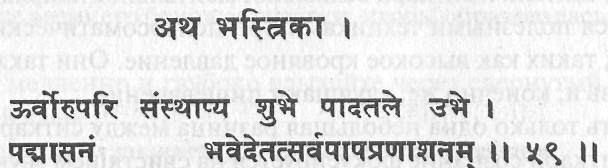 अथ भस्त्रिका ।
ऊर्वोरुपरि संस्थाप्य शुभे पादतले उभे ।
पद्मासनं भवेदेतत्सर्वपापप्रणाशनम् ॥ ५९ ॥